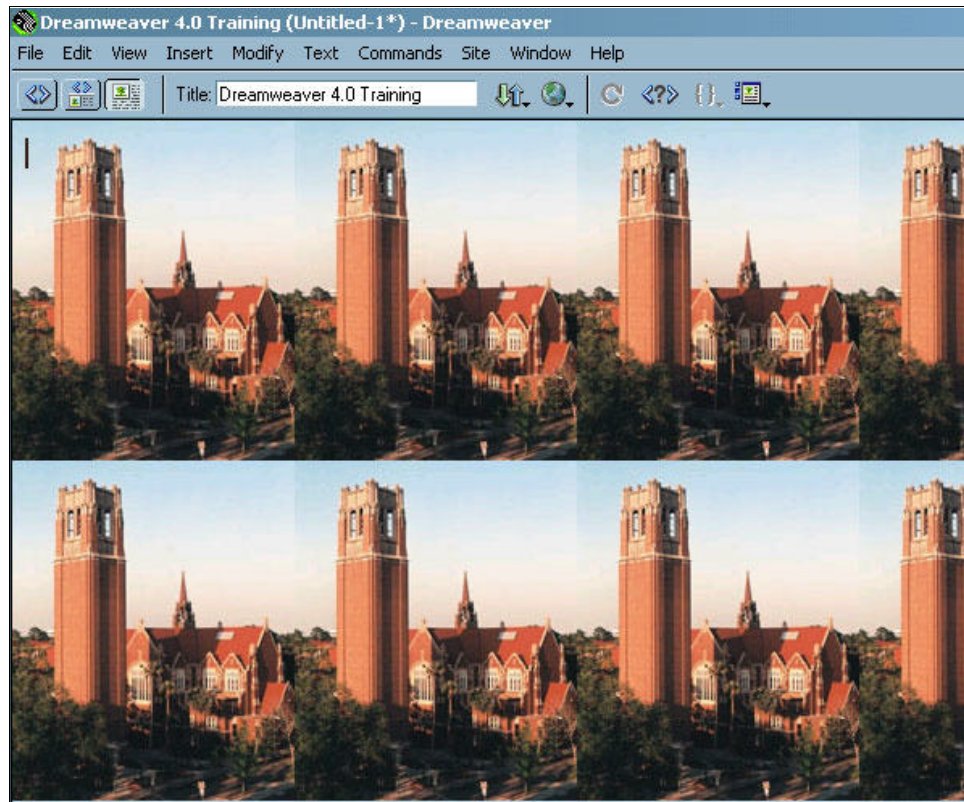 Dreamweaver 4.0 Training (Untitled-1*) - Dreamweaver
File Edit View Insert Modify Text Commands Site Window Help
Title: Dreamweaver 4.0 Training